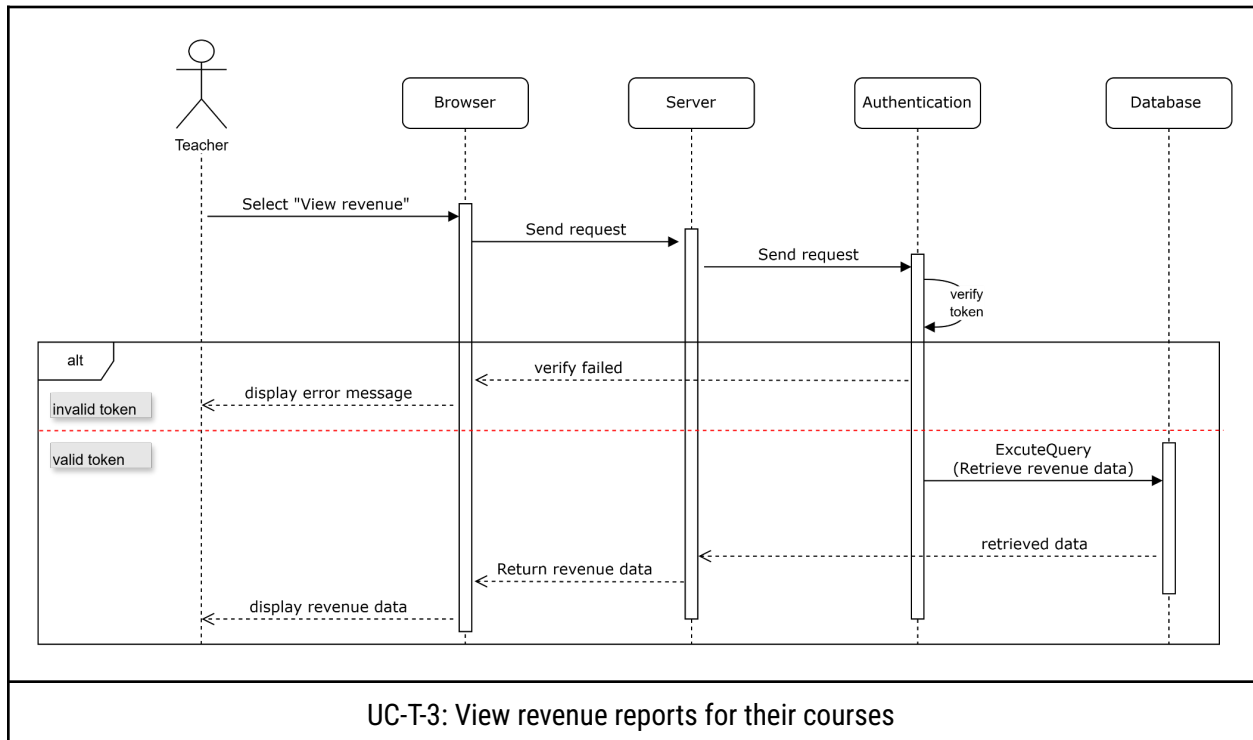 Teacher
Browser
Server
Authentication
Database
Select "View revenue"
Send request
Send request
verify
token
alt
verify failed
display error message
invalid token
valid token
ExcuteQuery
(Retrieve revenue data)
retrieved data
Return revenue data
display revenue data
UC-T-3: View revenue reports for their courses